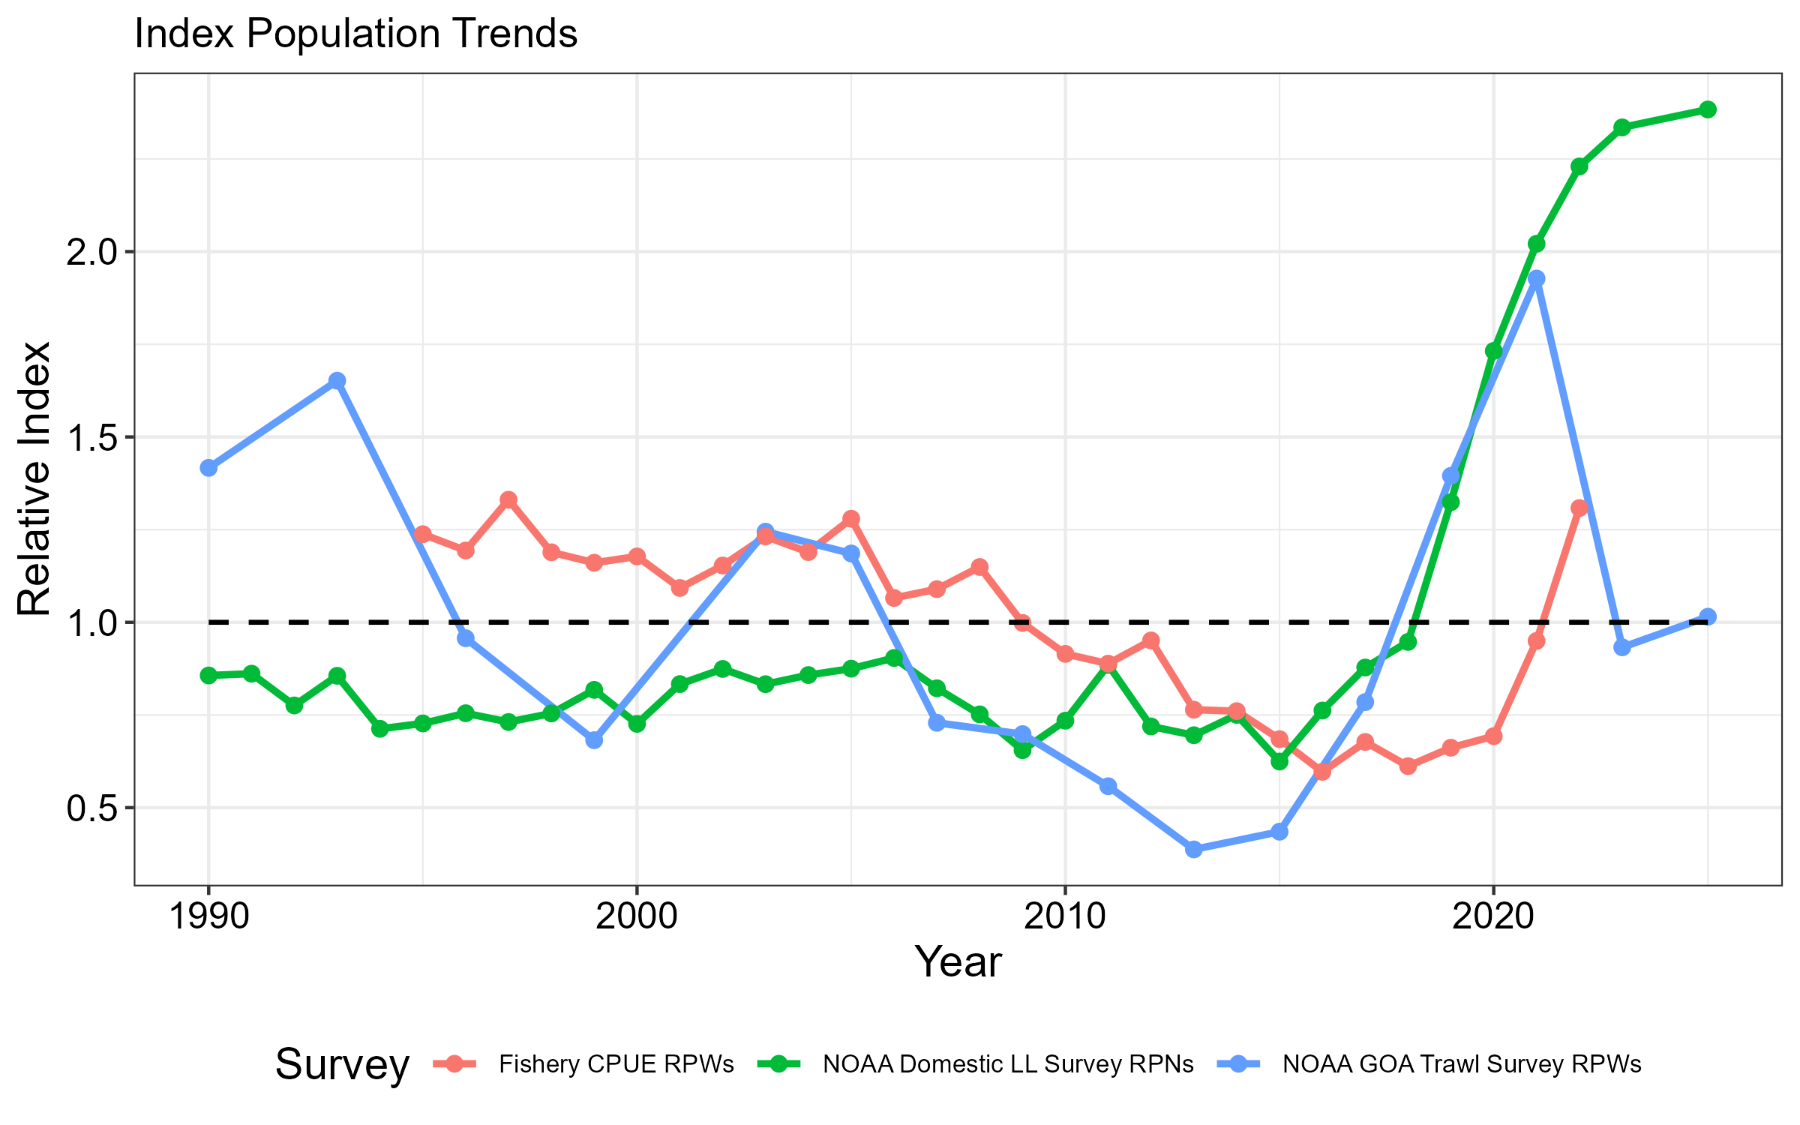 Index Population Trends
Relative Index
2.0
1.5
1.0
0.5
1990 2000 2010 2020
Year
Survey Fishery CPUE RPWs NOAA Domestic LL Survey RPNs NOAA GOA Trawl Survey RPWs